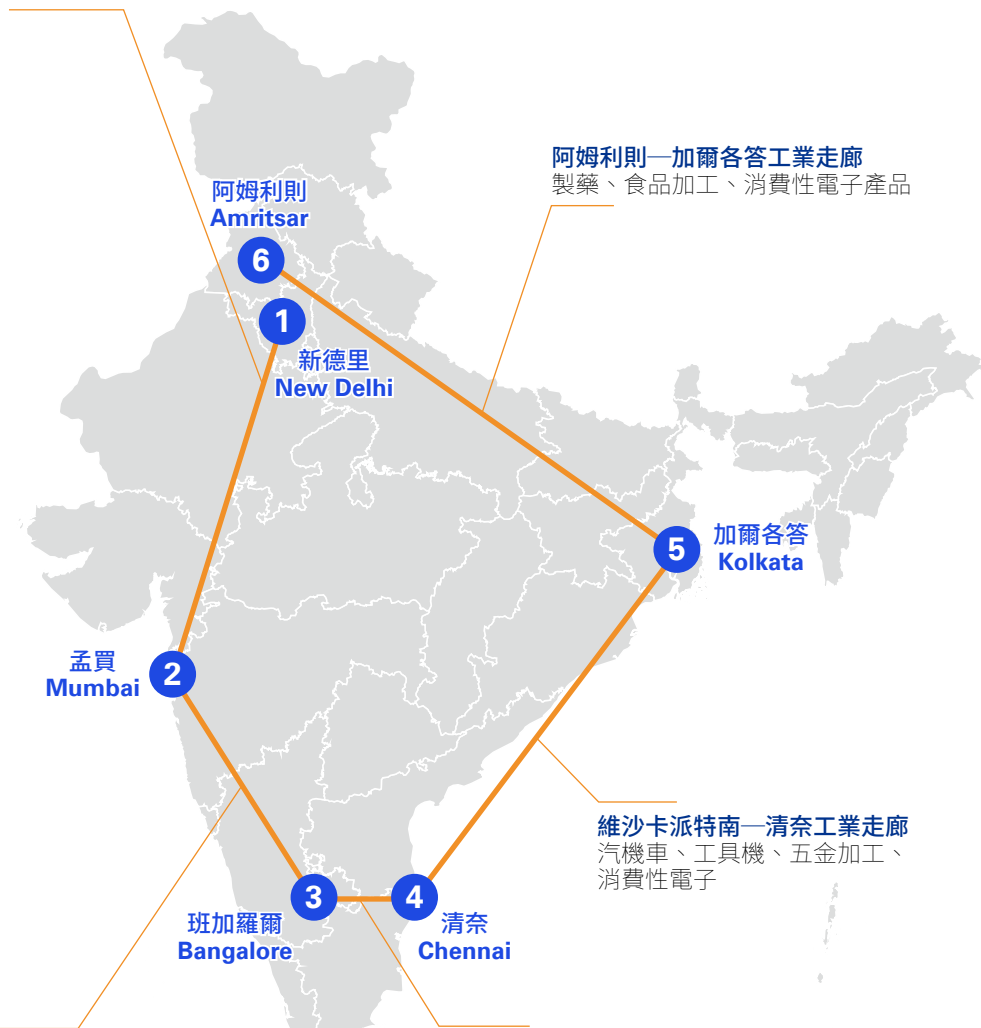 阿姆利則—加爾各答工業走廊
製藥、食品加工、消費性電子產品
阿姆利則
Amritsar
6
1
新德里
New Delhi
5
加爾各答
Kolkata
孟買
Mumbai
2
維沙卡派特南—清奈工業走廊
汽機車、工具機、五金加工、
消費性電子
3
班加羅爾
Bangalore
4
清奈
Chennai